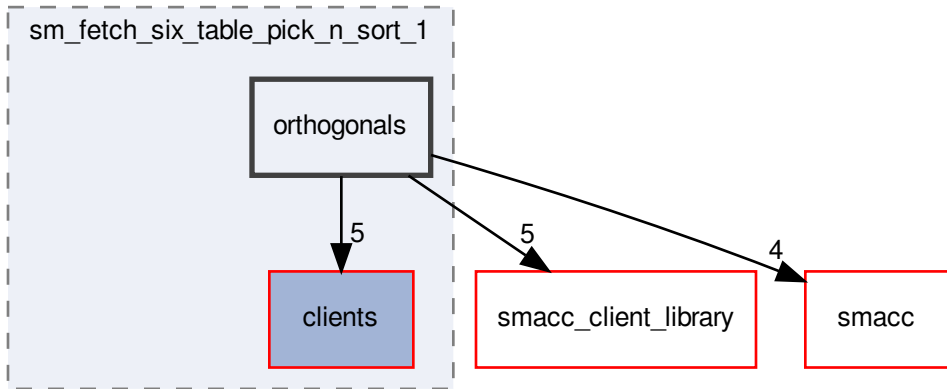 sm_fetch_six_table_pick_n_sort_1
orthogonals
5
5
4
clients
smacc_client_library
smacc